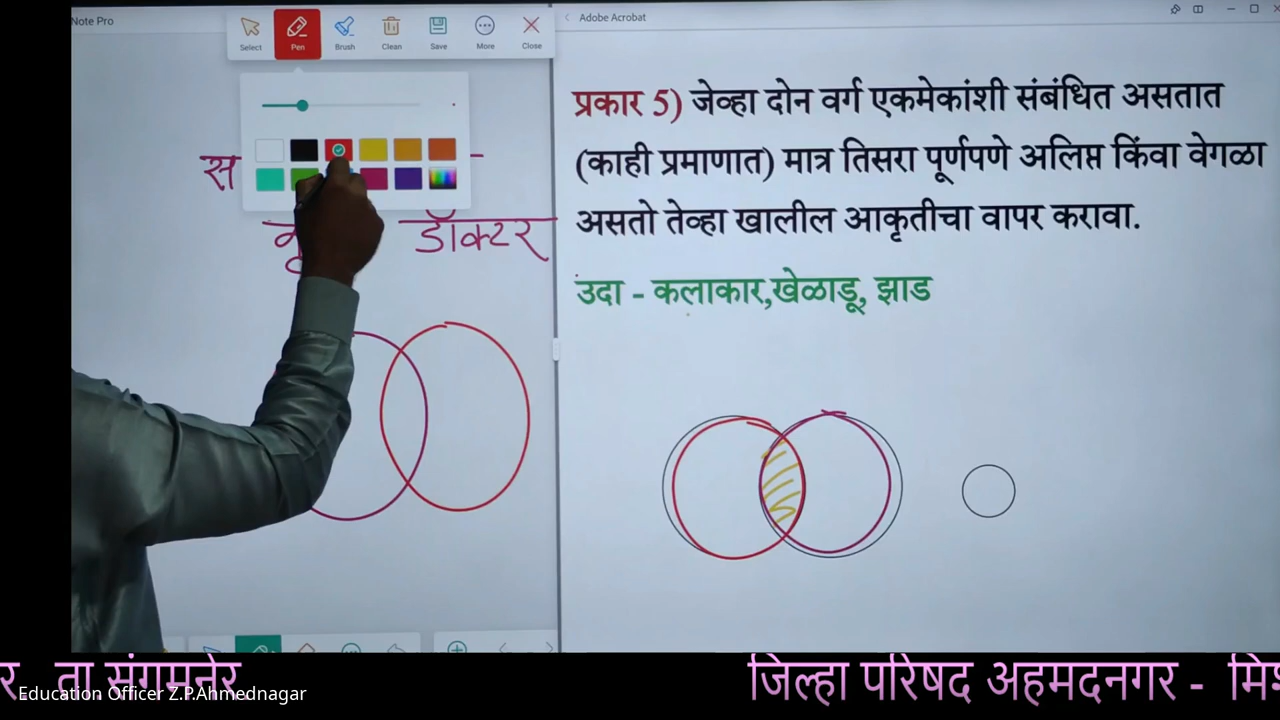 Note Pro
Select Pen Brush Clean Save More Close
Adobe Acrobat
प्रकार 5) जेव्हा दोन वर्ग एकमेकांशी संबंधित असतात
(काही प्रमाणात) मात्र तिसरा पूर्णपणे अलिप्त किंवा वेगळा
असतो तेव्हा खालील आकृतीचा वापर करावा.
उदा - कलाकार,खेळाडू, झाड
स
डॉक्टर
र ता संगमनेर
जिल्हा परिषद अहमदनगर -
Education Officer Z.P.Ahmednagar